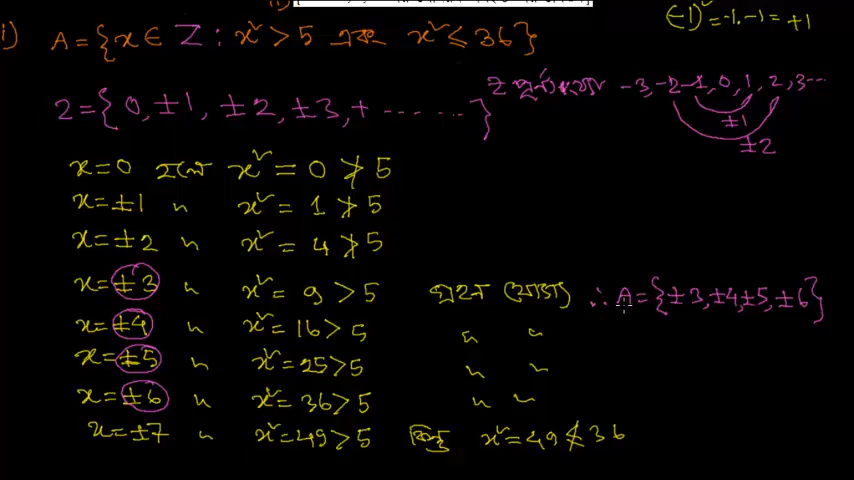 (-1)² = -1.-1 = +1
i) A = {x ∈ Z : x² > 5 এবং x² ≤ 36}
Z = {0, ±1, ±2, ±3, + .......}
Z -3, -2 -1, 0, 1, 2, 3...
±1
±2
x = 0 হলে x² = 0 ≯ 5
x = ±1 " x² = 1 ≯ 5
x = ±2 " x² = 4 ≯ 5
x = ±3 " x² = 9 > 5 গ্রহন যোগ্য
x = ±4 " x² = 16 > 5 " "
x = ±5 " x² = 25 > 5 " "
x = ±6 " x² = 36 > 5 " "
x = ±7 " x² = 49 > 5 কিন্তু x² = 49 ≮ 36
∴ A = {±3, ±4, ±5, ±6}